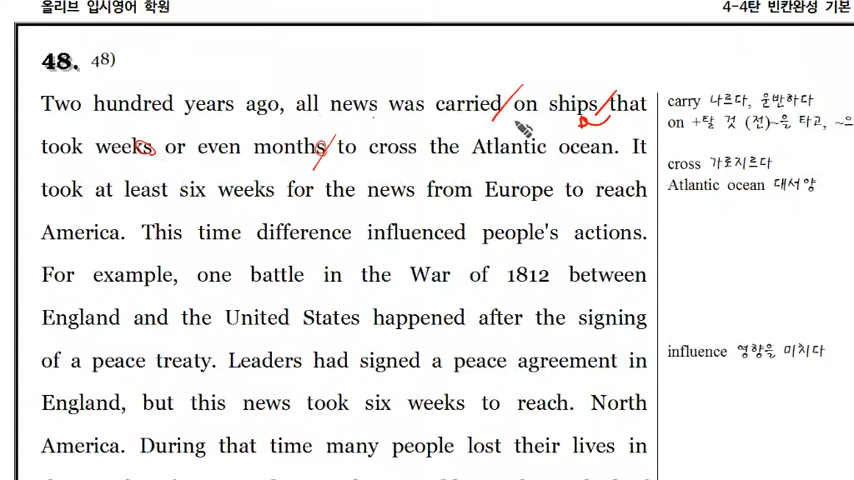 올리브 입시영어 학원
4-4탄 빈칸완성 기본
48. 48)
Two hundred years ago, all news was carried on ships that
took weeks or even months to cross the Atlantic ocean. It
took at least six weeks for the news from Europe to reach
America. This time difference influenced people's actions.
For example, one battle in the War of 1812 between
England and the United States happened after the signing
of a peace treaty. Leaders had signed a peace agreement in
England, but this news took six weeks to reach. North
America. During that time many people lost their lives in
carry 나르다, 운반하다
on +탈 것 (전)~을 타고, ~으
cross 가로지르다
Atlantic ocean 대서양
influence 영향을 미치다